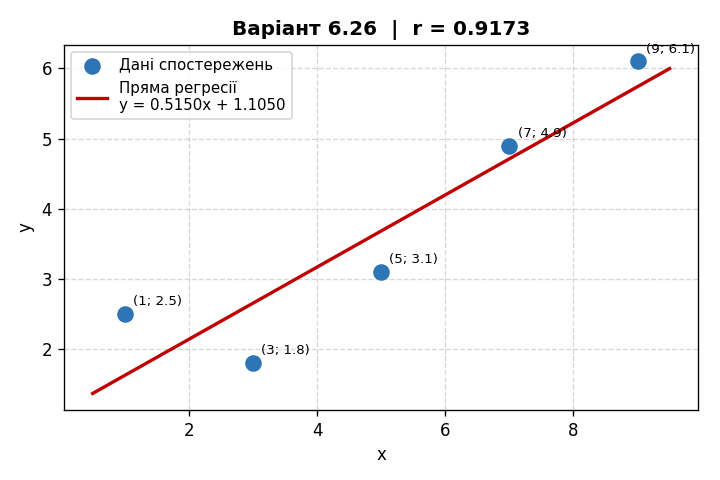 Варіант 6.26 | r = 0.9173
Дані спостережень
Пряма регресії
y = 0.5150x + 1.1050
(9; 6.1)
(7; 4.9)
(5; 3.1)
(1; 2.5)
(3; 1.8)
y
6
5
4
3
2
2 4 6 8
x